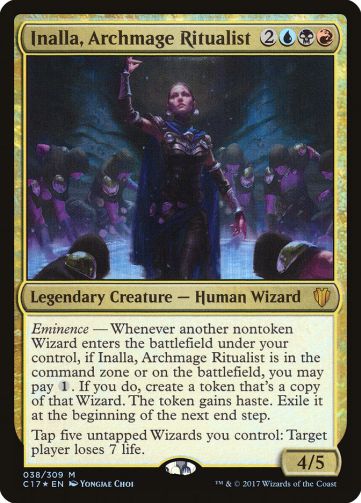 Inalla, Archmage Ritualist 2
Legendary Creature — Human Wizard
Eminence — Whenever another nontoken
Wizard enters the battlefield under your
control, if Inalla, Archmage Ritualist is in the
command zone or on the battlefield, you may
pay 1. If you do, create a token that's a copy
of that Wizard. The token gains haste. Exile it
at the beginning of the next end step.
Tap five untapped Wizards you control: Target
player loses 7 life.
4/5
038/309 M
C17 ★ EN YONGJAE CHOI
™ & © 2017 Wizards of the Coast